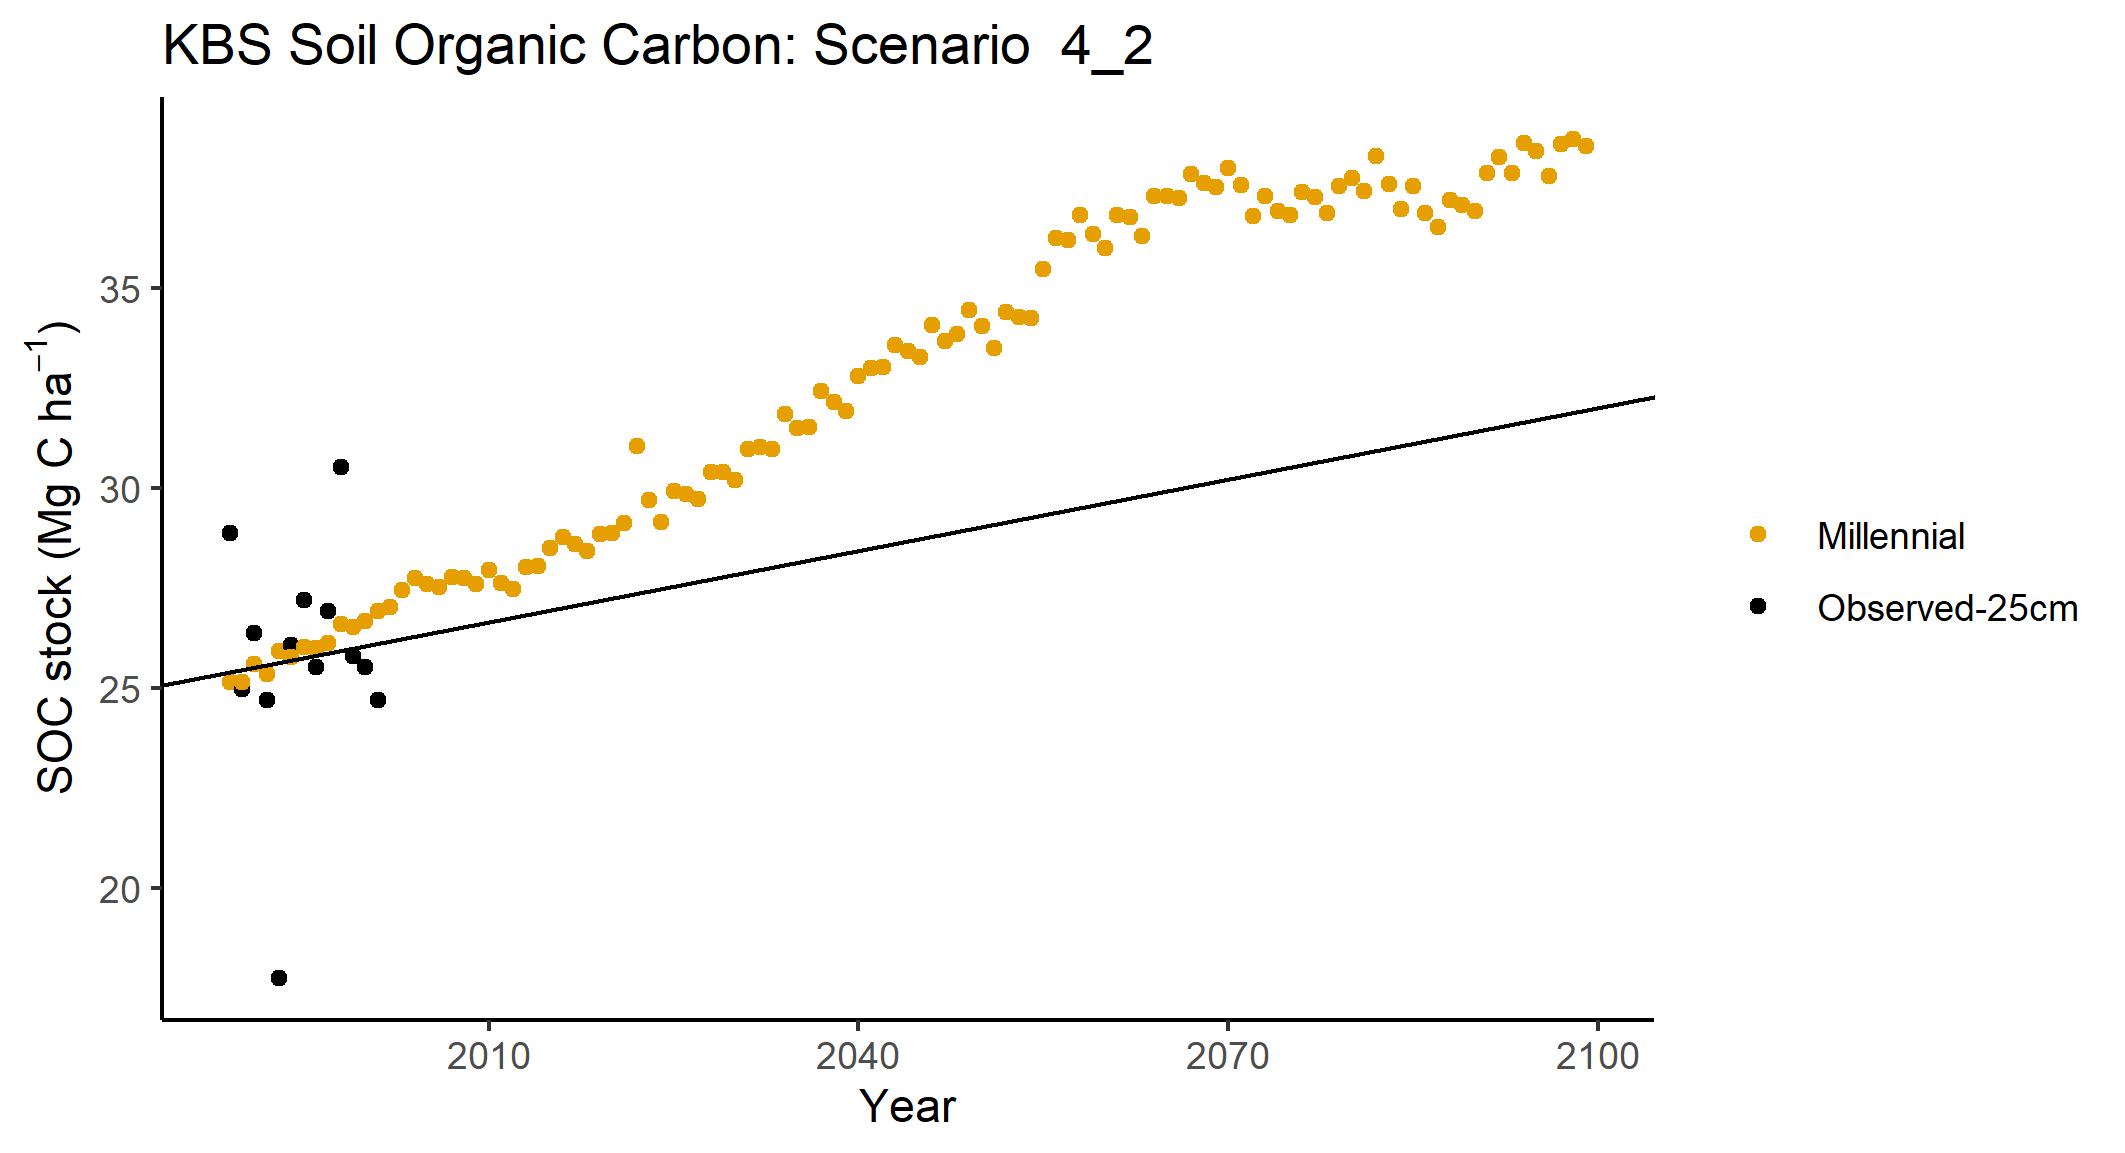 KBS Soil Organic Carbon: Scenario  4_2
SOC stock (Mg C ha⁻¹)
35
30
25
20
2010
2040
2070
2100
Year
Millennial
Observed-25cm